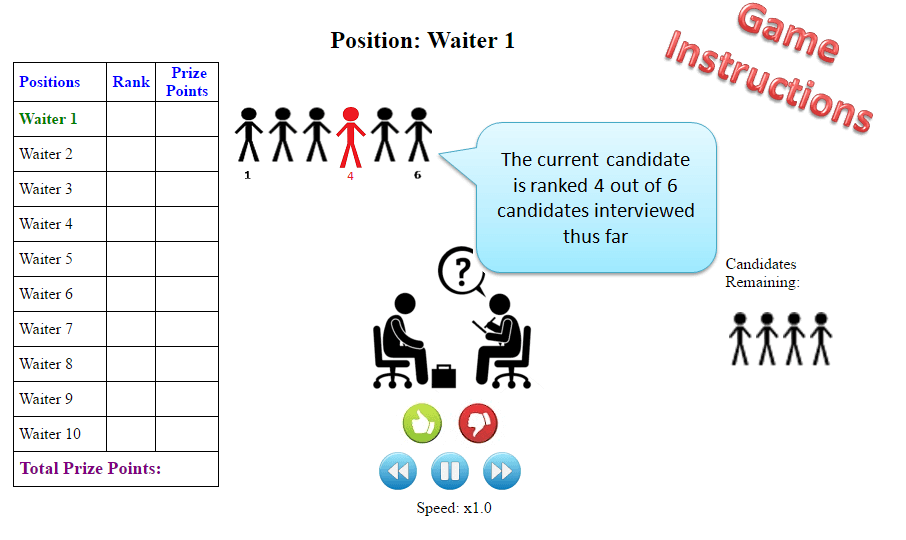 Position: Waiter 1
Game
Instructions
Positions Rank Prize Points
Waiter 1
Waiter 2
Waiter 3
Waiter 4
Waiter 5
Waiter 6
Waiter 7
Waiter 8
Waiter 9
Waiter 10
Total Prize Points:
1 4 6
The current candidate
is ranked 4 out of 6
candidates interviewed
thus far
?
Candidates
Remaining:
Speed: x1.0